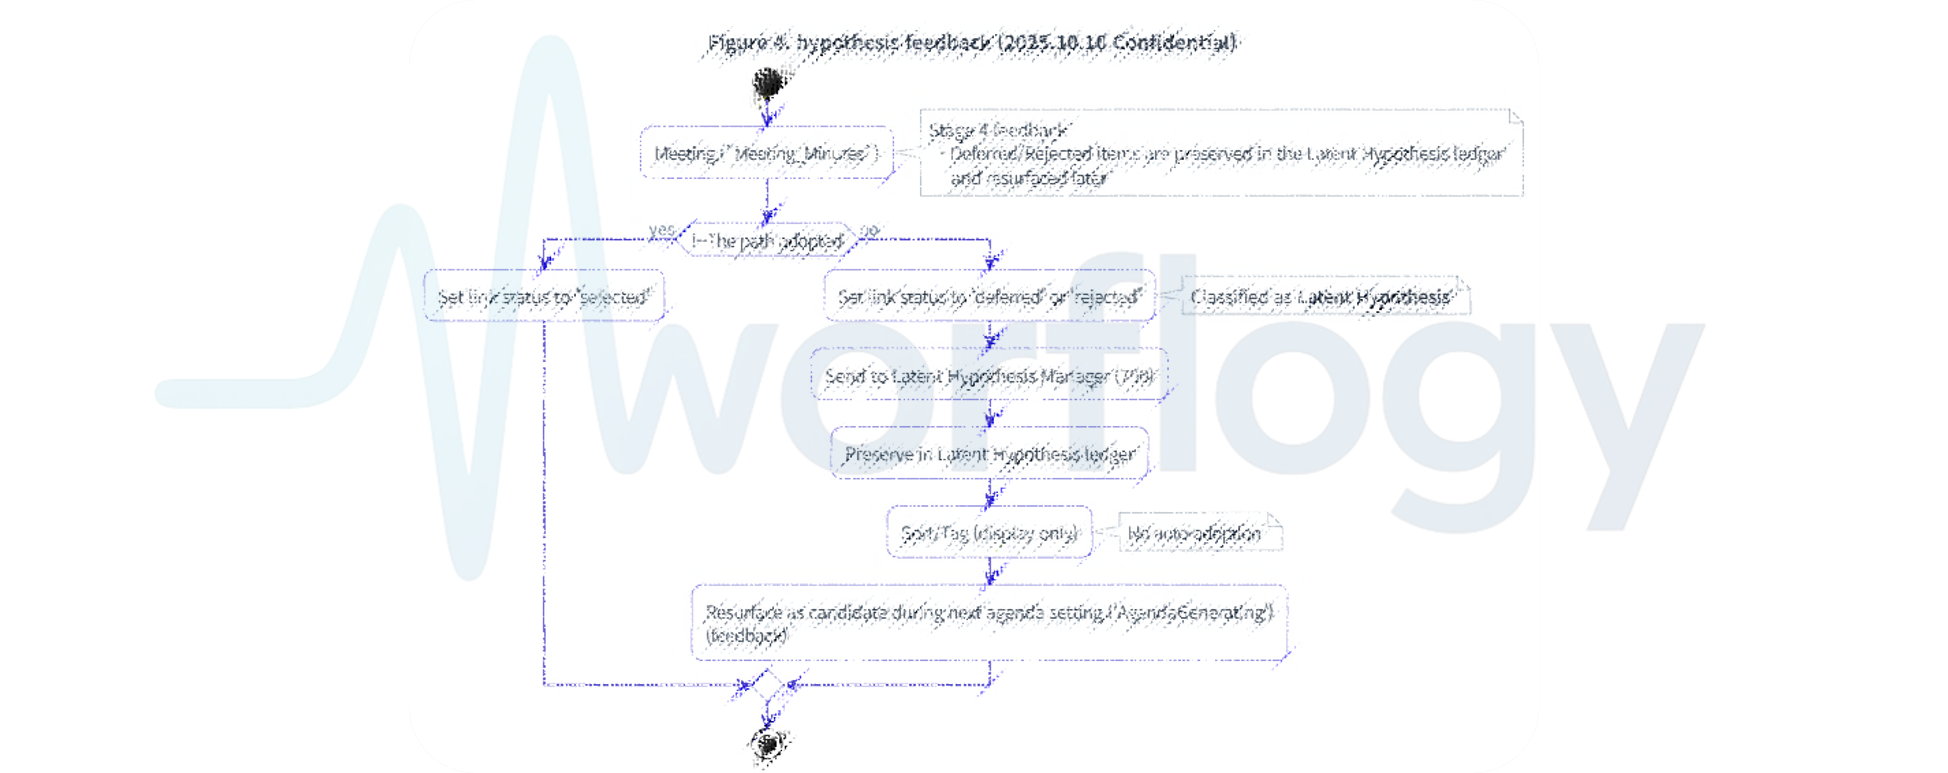 Figure 4. hypothesis feedback (2025.10.10 Confidential)
Meeting (`Meeting_Minutes`)
Stage 4 feedback
- Deferred/Rejected items are preserved in the Latent Hypothesis ledger
and resurfaced later
yes
The path adopted
no
Set link status to "selected"
Set link status to "deferred" or "rejected"
Classified as Latent Hypothesis
Send to Latent Hypothesis Manager (700)
Preserve in Latent Hypothesis ledger
Sort/Tag (display only)
No auto-adoption
Resurface as candidate during next agenda setting (`AgendaGenerating`)
(feedback)
worflogy